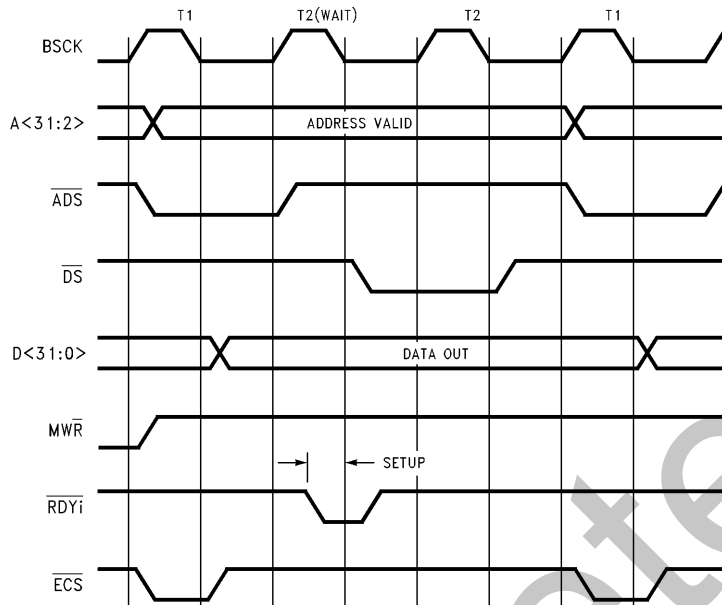 T1 T2(WAIT) T2 T1
BSCK
A<31:2> ADDRESS VALID
ADS
DS
D<31:0> DATA OUT
MWR
SETUP
RDYi
ECS